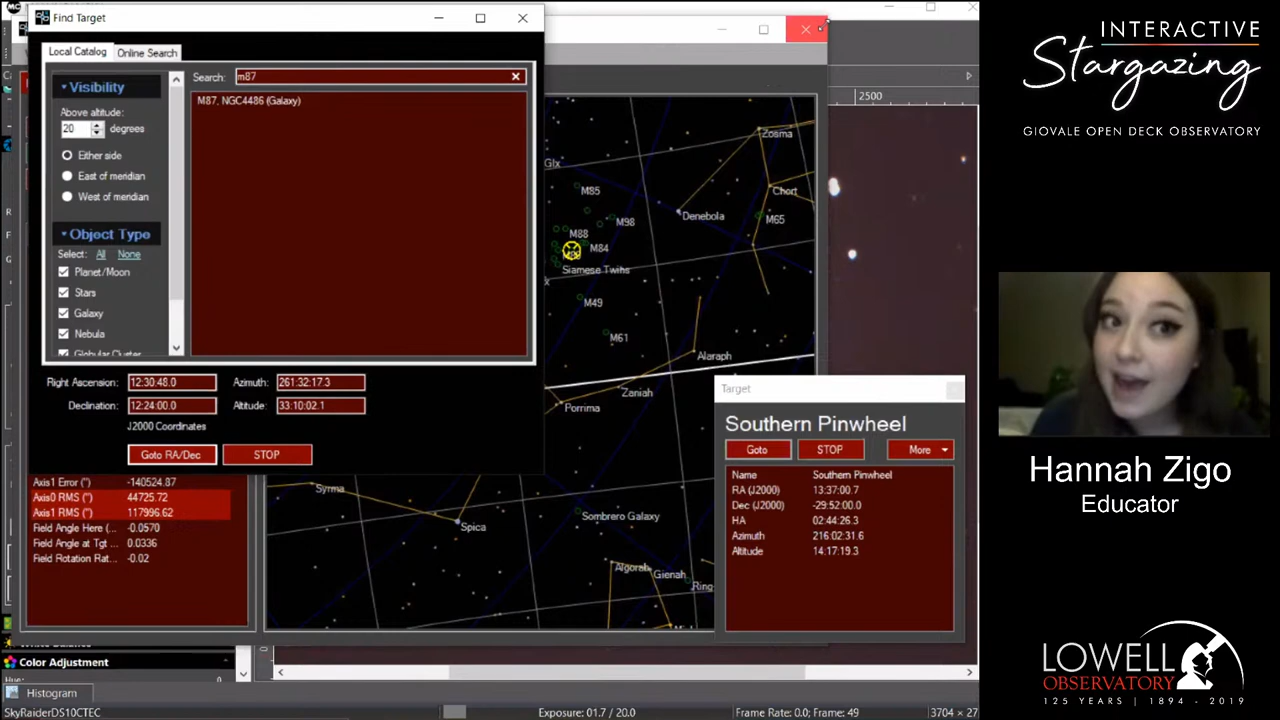 Find Target
Local Catalog
Online Search
Visibility
Search:
m87
Above altitude:
20
degrees
Either side
East of meridian
West of meridian
M87, NGC4486 (Galaxy)
Object Type
Select: All None
Planet/Moon
Stars
Galaxy
Nebula
Globular Cluster
Right Ascension:
12:30:48.0
Azimuth:
261:32:17.3
Declination:
12:24:00.0
Altitude:
33:10:02.1
J2000 Coordinates
Goto RA/Dec
STOP
Axis1 Error (")
-140524.87
Axis0 RMS (")
44725.72
Axis1 RMS (")
117996.62
Field Angle Here (...
-0.0570
Field Angle at Tgt ...
0.0336
Field Rotation Rat...
-0.02
Color Adjustment
Histogram
SkyRaiderDS10CTEC
Exposure: 01.7 / 20.0
Frame Rate: 0.0; Frame: 49
3704 × 27
2500
Glx
Zosma
M85
Chort
M98
Denebola
M65
M88
M84
Siamese Twins
M49
M61
Alaraph
Zaniah
Porrima
Syrma
Spica
Sombrero Galaxy
Algorab
Gienah
Ring
Target
Southern Pinwheel
Goto
STOP
More
Name
Southern Pinwheel
RA (J2000)
13:37:00.7
Dec (J2000)
-29:52:00.0
HA
02:44:26.3
Azimuth
216:02:31.6
Altitude
14:17:19.3
INTERACTIVE
Stargazing
GIOVALE OPEN DECK OBSERVATORY
Hannah Zigo
Educator
LOWELL
OBSERVATORY
125 YEARS | 1894 - 2019